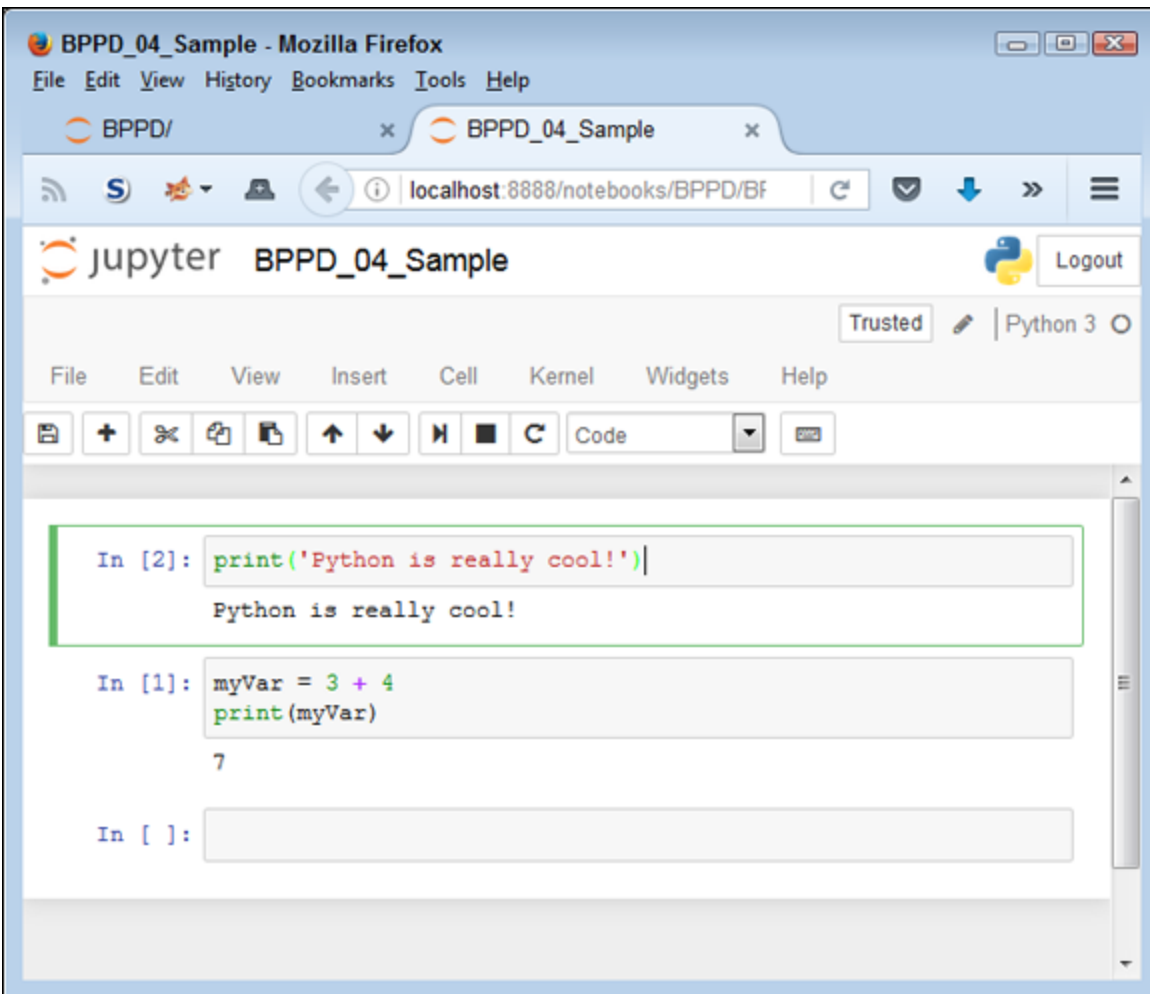 BPPD_04_Sample - Mozilla Firefox
File Edit View History Bookmarks Tools Help
BPPD/ BPPD_04_Sample
S localhost:8888/notebooks/BPPD/BF
jupyter BPPD_04_Sample Logout
Trusted Python 3
File Edit View Insert Cell Kernel Widgets Help
Code
In [2]: print('Python is really cool!')
Python is really cool!
In [1]: myVar = 3 + 4
print(myVar)
7
In [ ]: